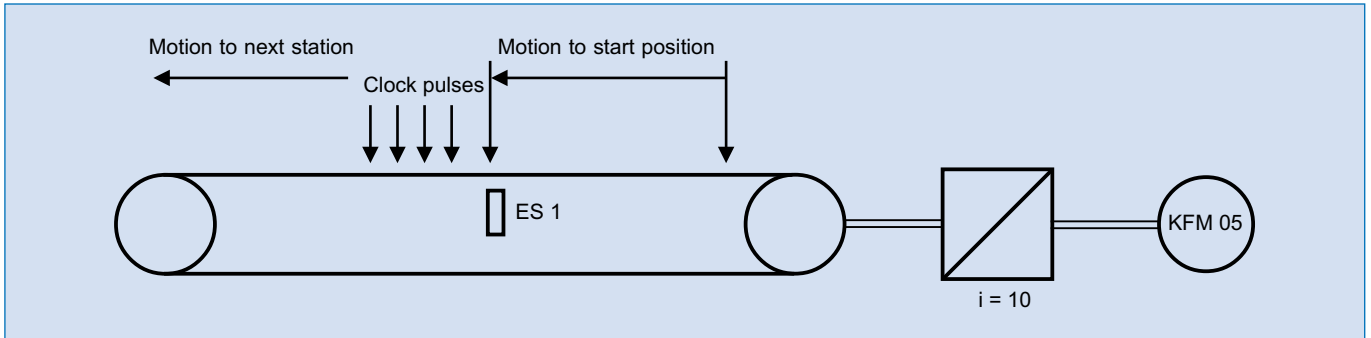 Motion to next station
Motion to start position
Clock pulses
ES 1
KFM 05
i = 10